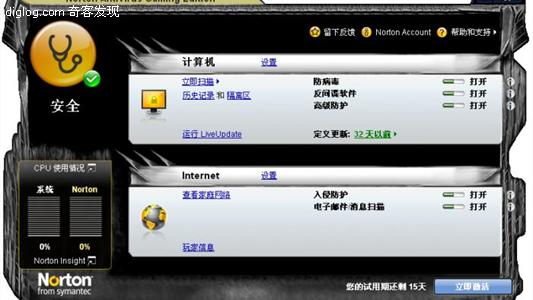 diglog.com 奇客发现
Norton AntiVirus Gaming Edition
留下反馈 Norton Account 帮助和支持
安全
计算机 设置
立即扫描 防病毒 打开
历史记录 和 隔离区 反间谍软件 打开
高级防护 打开
运行 LiveUpdate 定义更新: 32 天以前
CPU 使用情况
系统 Norton
0% 0%
Norton Insight
Internet 设置
查看家庭网络 入侵防护 打开
电子邮件/消息扫描 打开
玩家信息
Norton
from symantec
您的试用期还剩 15天 立即激活